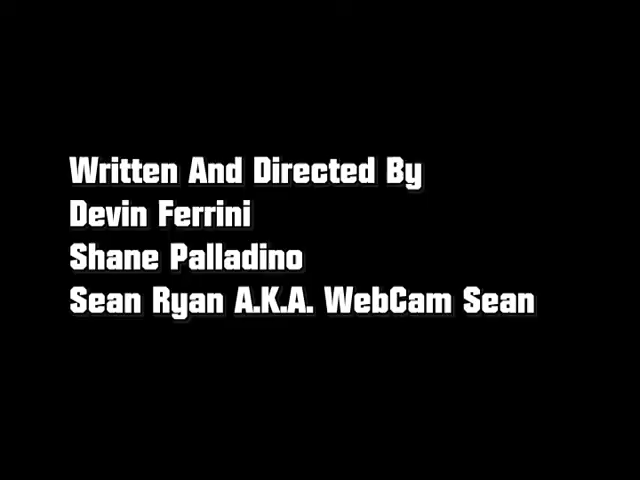 Written And Directed By
Devin Ferrini
Shane Palladino
Sean Ryan A.K.A. WebCam Sean